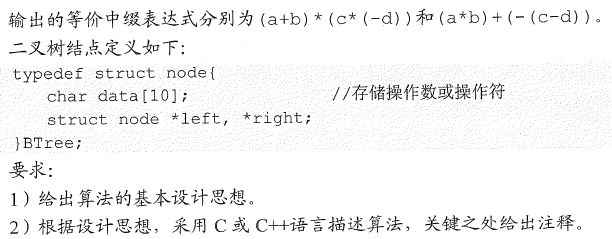 输出的等价中缀表达式分别为(a+b)*(c*(-d))和(a*b)+(-(c-d))。
二叉树结点定义如下:
typedef struct node{
char data[10]; //存储操作数或操作符
struct node *left, *right;
}BTree;
要求:
1)给出算法的基本设计思想。
2)根据设计思想,采用C或C++语言描述算法,关键之处给出注释。